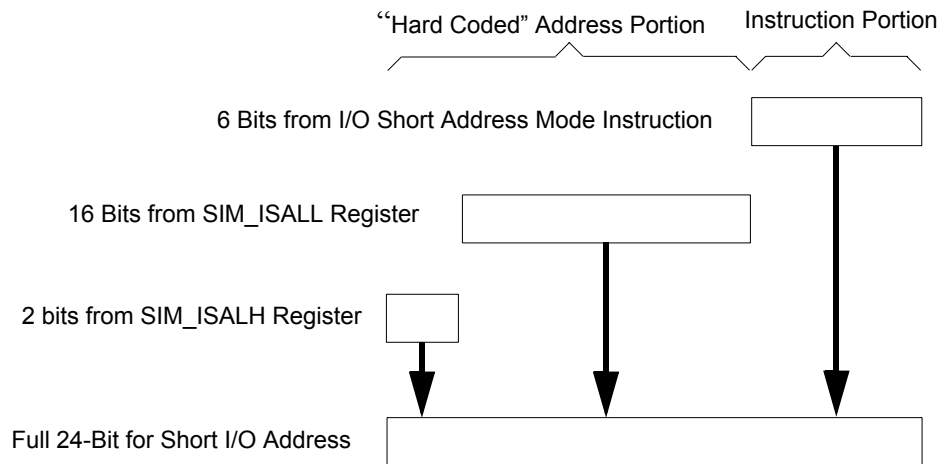 “Hard Coded” Address Portion
Instruction Portion
6 Bits from I/O Short Address Mode Instruction
16 Bits from SIM_ISALL Register
2 bits from SIM_ISALH Register
Full 24-Bit for Short I/O Address